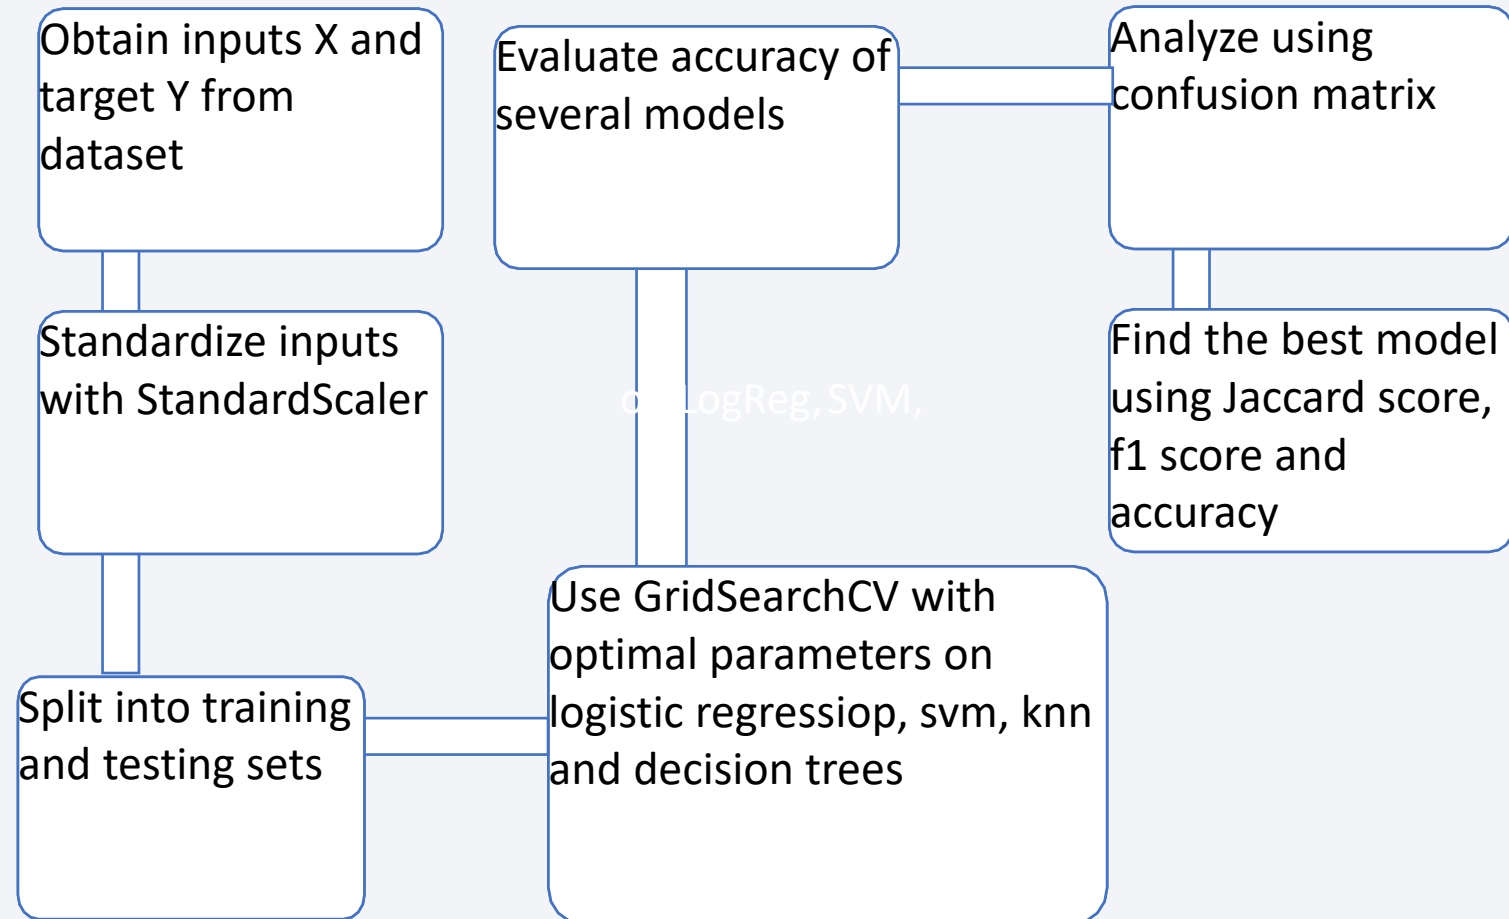 Obtain inputs X and
target Y from
dataset
Standardize inputs
with StandardScaler
Split into training
and testing sets
Use GridSearchCV with
optimal parameters on
logistic regressiop, svm, knn
and decision trees
LogReg, SVM,
Evaluate accuracy of
several models
Analyze using
confusion matrix
Find the best model
using Jaccard score,
f1 score and
accuracy